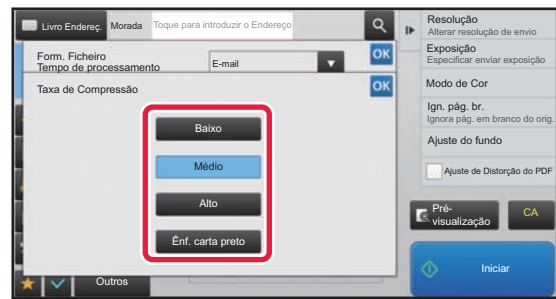 Livro Endereç.
Morada
Toque para introduzir o Endereço
Form. Ficheiro
Tempo de processamento
E-mail
OK
Taxa de Compressão
OK
Baixo
Médio
Alto
Ênf. carta preto
Outros
Resolução
Alterar resolução de envio
Exposição
Especificar enviar exposição
Modo de Cor
Ign. pág. br.
Ignora pág. em branco do orig.
Ajuste do fundo
Ajuste de Distorção do PDF
Pré-
visualização
CA
Iniciar